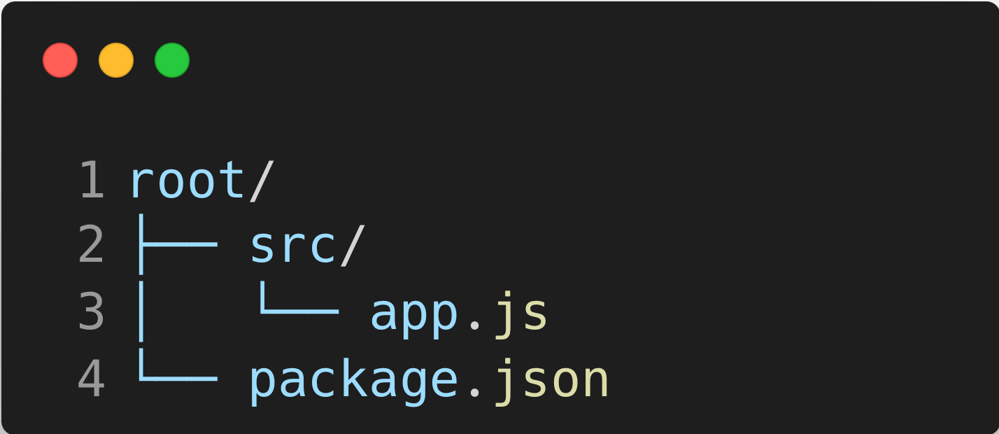 1 root/
2 ├── src/
3 │   └── app.js
4 └── package.json